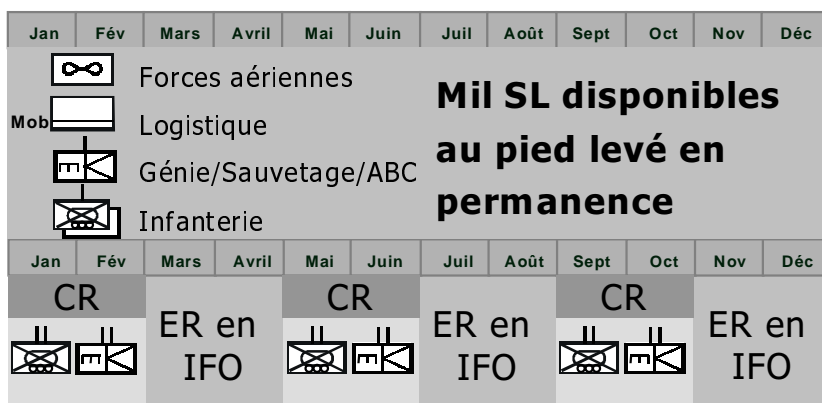 Jan Fév Mars Avril Mai Juin Juil Août Sept Oct Nov Déc
Forces aériennes
Mob Logistique
Génie/Sauvetage/ABC
Infanterie
Mil SL disponibles
au pied levé en
permanence
Jan Fév Mars Avril Mai Juin Juil Août Sept Oct Nov Déc
CR CR CR
ER en ER en ER en
IFO IFO IFO